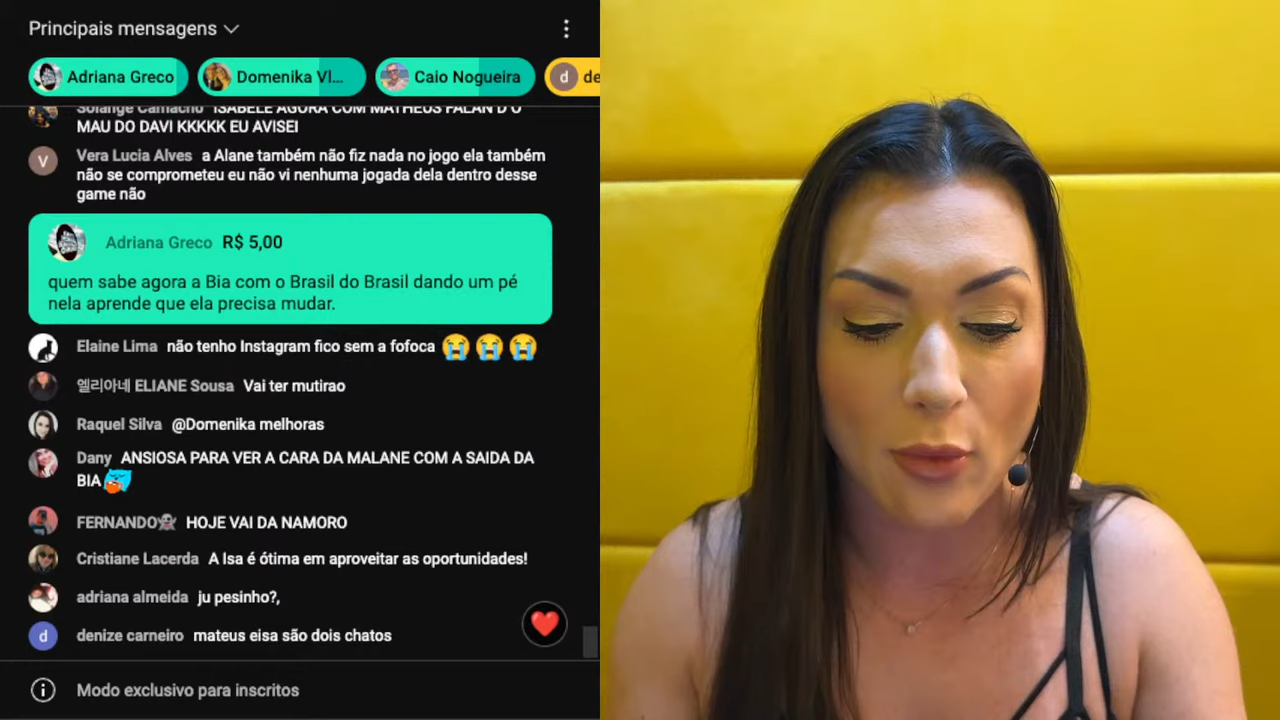 Principais mensagens
Adriana Greco
Domenika Vl...
Caio Nogueira
d
de
Solange Camacho ISABELE AGORA COM MATHEUS FALAN D O
MAU DO DAVI KKKKK EU AVISEI
V
Vera Lucia Alves a Alane também não fiz nada no jogo ela também
não se comprometeu eu não vi nenhuma jogada dela dentro desse
game não
Adriana Greco R$ 5,00
quem sabe agora a Bia com o Brasil do Brasil dando um pé
nela aprende que ela precisa mudar.
Elaine Lima não tenho Instagram fico sem a fofoca 😭 😭 😭
엘리아네 ELIANE Sousa Vai ter mutirao
Raquel Silva @Domenika melhoras
Dany ANSIOSA PARA VER A CARA DA MALANE COM A SAIDA DA
BIA
FERNANDO👻 HOJE VAI DA NAMORO
Cristiane Lacerda A Isa é ótima em aproveitar as oportunidades!
adriana almeida ju pesinho?,
d
denize carneiro mateus eisa são dois chatos
Modo exclusivo para inscritos